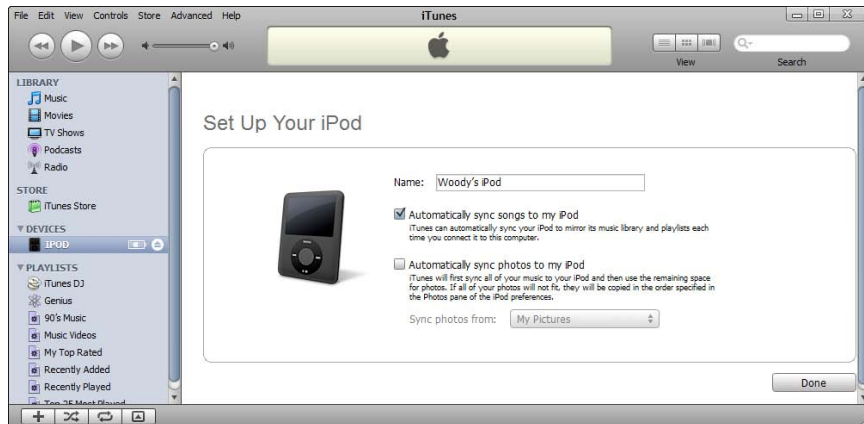 File Edit View Controls Store Advanced Help
iTunes
View
Search
LIBRARY
Music
Movies
TV Shows
Podcasts
Radio
STORE
iTunes Store
DEVICES
IPOD
PLAYLISTS
iTunes DJ
Genius
90's Music
Music Videos
My Top Rated
Recently Added
Recently Played
Top 25 Most Played
Set Up Your iPod
Name: Woody's iPod
Automatically sync songs to my iPod
iTunes can automatically sync your iPod to mirror its music library and playlists each
time you connect it to this computer.
Automatically sync photos to my iPod
iTunes will first sync all of your music to your iPod and then use the remaining space
for photos. If all of your photos will not fit, they will be copied in the order specified in
the Photos pane of the iPod preferences.
Sync photos from: My Pictures
Done